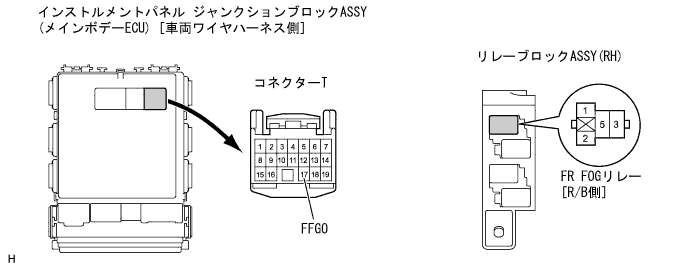 インストルメントパネル ジャンクションブロックASSY
(メインボデーECU) [車両ワイヤハーネス側]
コネクターT
1 2 3 4 5 6 7
8 9 10 11 12 13 14
15 16 17 18 19
FFGO
リレーブロックASSY(RH)
1
5 3
2
FR FOGリレー
[R/B側]
H